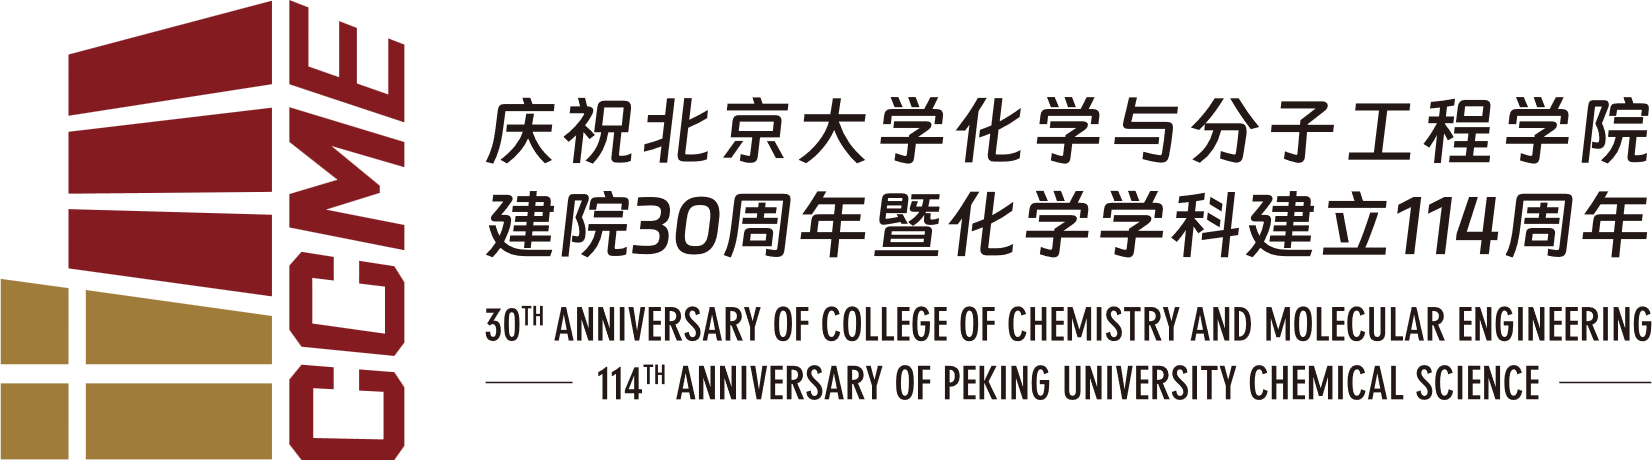 CCME
庆祝北京大学化学与分子工程学院
建院30周年暨化学学科建立114周年
30TH ANNIVERSARY OF COLLEGE OF CHEMISTRY AND MOLECULAR ENGINEERING
114TH ANNIVERSARY OF PEKING UNIVERSITY CHEMICAL SCIENCE